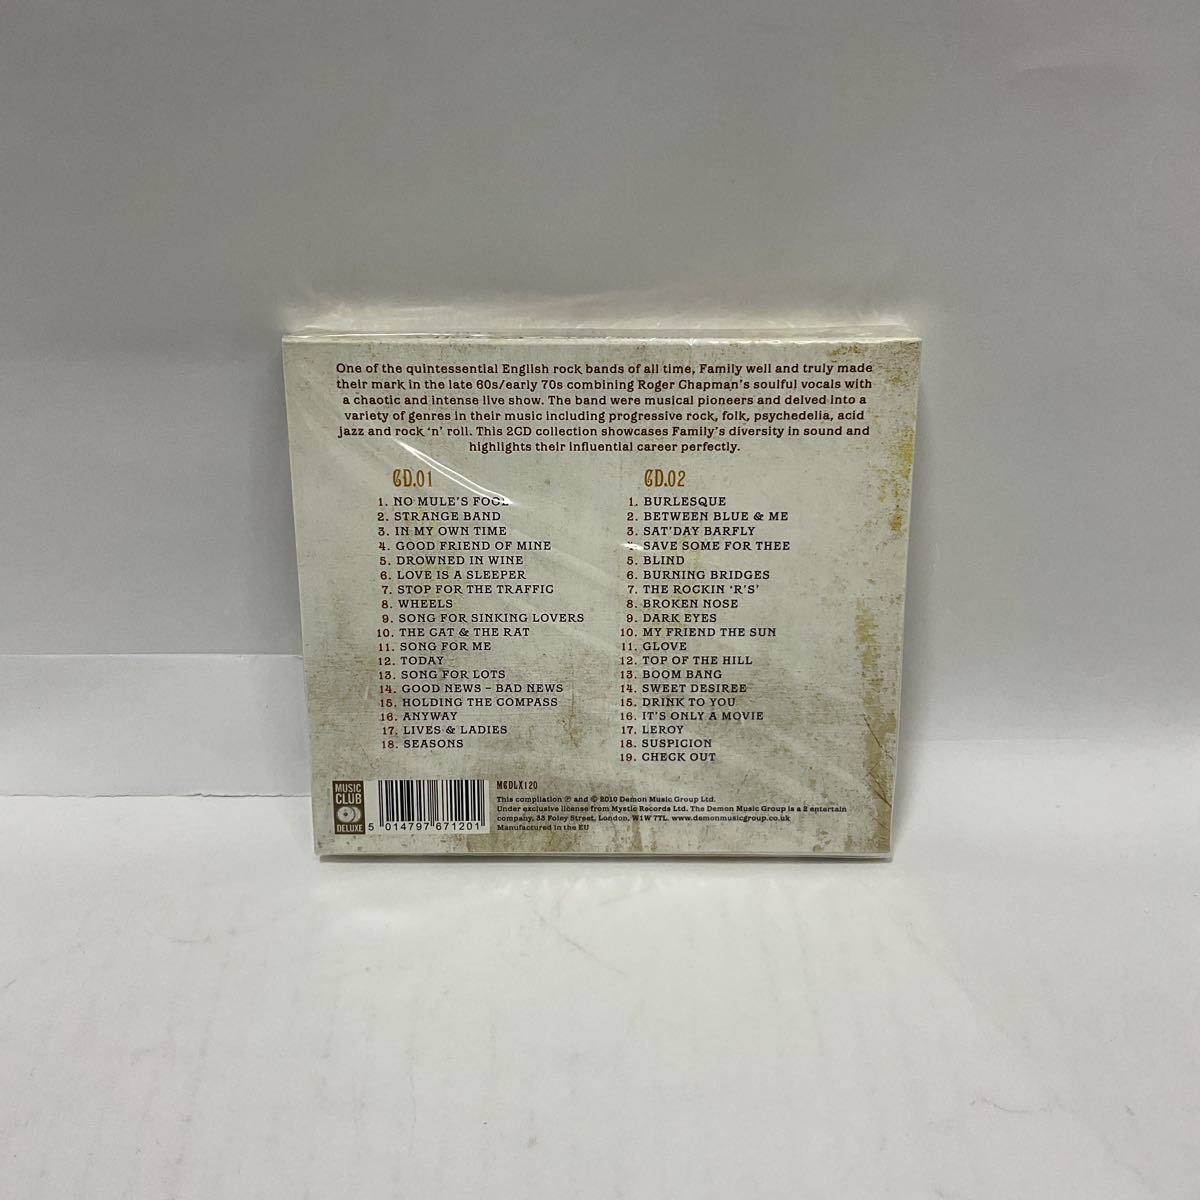 One of the quintessential English rock bands of all time, Family well and truly made
their mark in the late 60s/early 70s combining Roger Chapman's soulful vocals with
a chaotic and intense live show. The band were musical pioneers and delved into a
variety of genres in their music including progressive rock, folk, psychedelia, acid
jazz and rock 'n' roll. This 2CD collection showcases Family's diversity in sound and
highlights their influential career perfectly.
CD.01
1. NO MULE'S FOOL
2. STRANGE BAND
3. IN MY OWN TIME
4. GOOD FRIEND OF MINE
5. DROWNED IN WINE
6. LOVE IS A SLEEPER
7. STOP FOR THE TRAFFIC
8. WHEELS
9. SONG FOR SINKING LOVERS
10. THE CAT & THE RAT
11. SONG FOR ME
12. TODAY
13. SONG FOR LOTS
14. GOOD NEWS – BAD NEWS
15. HOLDING THE COMPASS
16. ANYWAY
17. LIVES & LADIES
18. SEASONS
CD.02
1. BURLESQUE
2. BETWEEN BLUE & ME
3. SAT'DAY BARFLY
4. SAVE SOME FOR THEE
5. BLIND
6. BURNING BRIDGES
7. THE ROCKIN 'R'S'
8. BROKEN NOSE
9. DARK EYES
10. MY FRIEND THE SUN
11. GLOVE
12. TOP OF THE HILL
13. BOOM BANG
14. SWEET DESIREE
15. DRINK TO YOU
16. IT'S ONLY A MOVIE
17. LEROY
18. SUSPICION
19. CHECK OUT
MUSIC
CLUB
DELUXE
5 014797 671201
MCDLX120
This compilation ℗ and © 2010 Demon Music Group Ltd.
Under exclusive license from Mystic Records Ltd. The Demon Music Group is a 2 entertain
company, 33 Foley Street, London, W1W 7TL. www.demonmusicgroup.co.uk
Manufactured in the EU